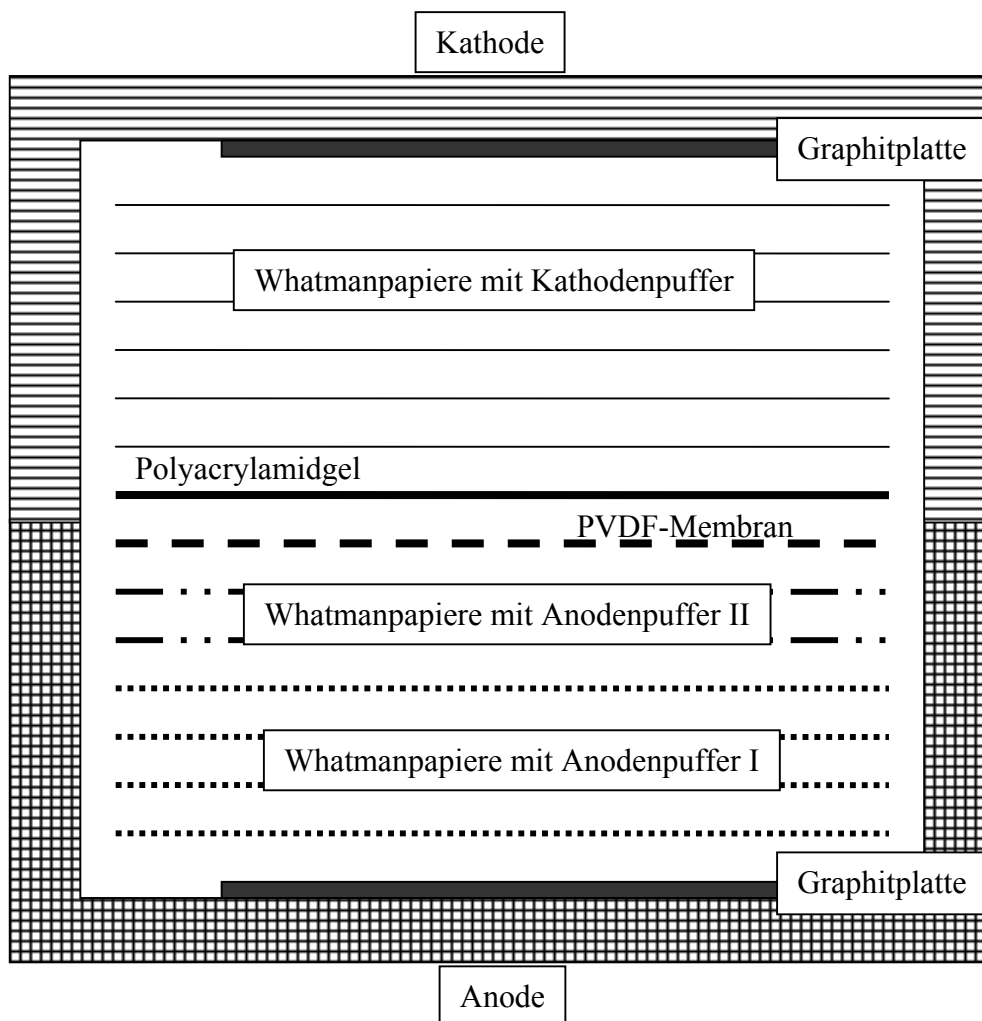 Kathode
Graphitplatte
Whatmanpapiere mit Kathodenpuffer
Polyacrylamidgel
PVDF-Membran
Whatmanpapiere mit Anodenpuffer II
Whatmanpapiere mit Anodenpuffer I
Graphitplatte
Anode